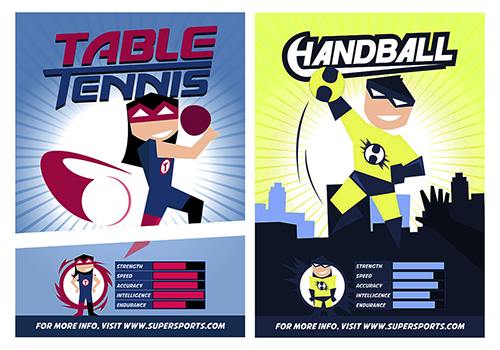 TABLE
TENNIS
T
STRENGTH
SPEED
ACCURACY
INTELLIGENCE
ENDURANCE
FOR MORE INFO, VISIT WWW.SUPERSPORTS.COM
HANDBALL
H
H
STRENGTH
SPEED
ACCURACY
INTELLIGENCE
ENDURANCE
FOR MORE INFO, VISIT WWW.SUPERSPORTS.COM